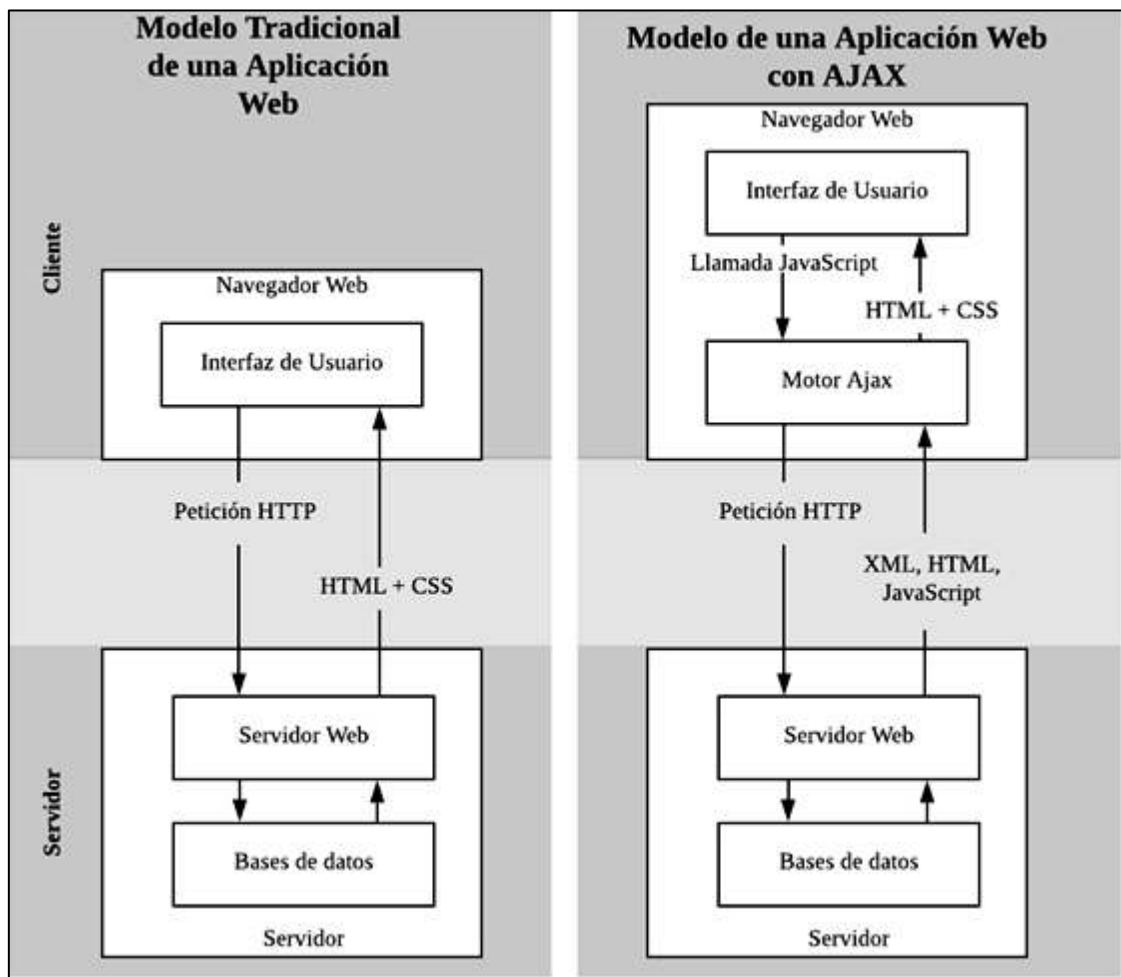 Modelo Tradicional
de una Aplicación
Web
Cliente
Navegador Web
Interfaz de Usuario
Petición HTTP
HTML + CSS
Servidor
Servidor Web
Bases de datos
Servidor
Modelo de una Aplicación Web
con AJAX
Navegador Web
Interfaz de Usuario
Llamada JavaScript
HTML + CSS
Motor Ajax
Petición HTTP
XML, HTML,
JavaScript
Servidor Web
Bases de datos
Servidor